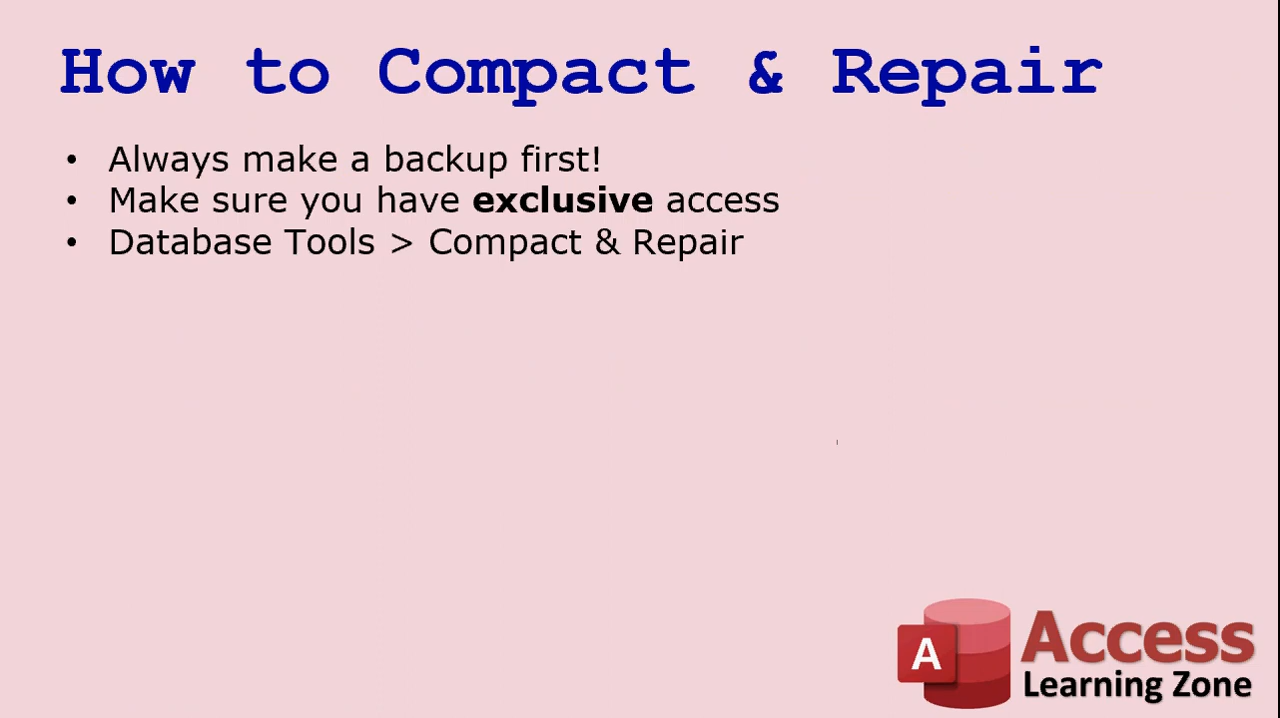 How to Compact & Repair
• Always make a backup first!
• Make sure you have exclusive access
• Database Tools > Compact & Repair
A
Access
Learning Zone